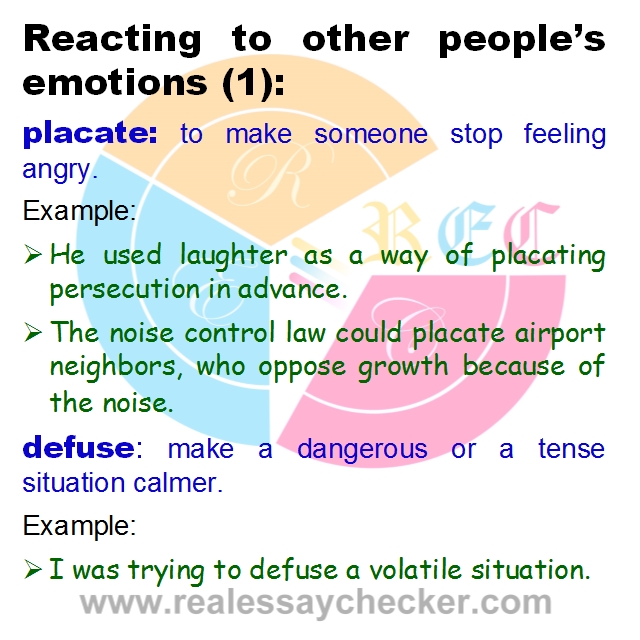 Reacting to other people's
emotions (1):
placate: to make someone stop feeling
angry.
Example:
R
R E C
➢ He used laughter as a way of placating
persecution in advance.
E
C
➢ The noise control law could placate airport
neighbors, who oppose growth because of
the noise.
defuse: make a dangerous or a tense
situation calmer.
Example:
➢ I was trying to defuse a volatile situation.
www.realessaychecker.com